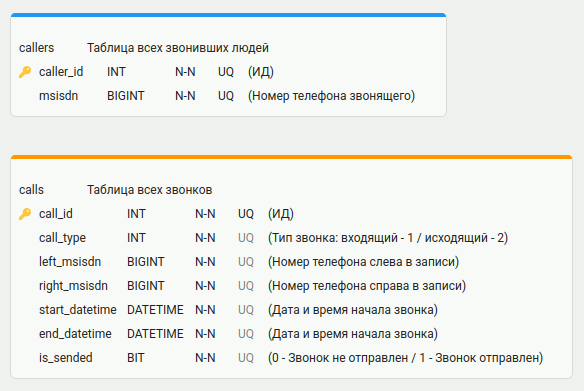 callers Таблица всех звонивших людей
caller_id INT N-N UQ (ИД)
msisdn BIGINT N-N UQ (Номер телефона звонящего)
calls Таблица всех звонков
call_id INT N-N UQ (ИД)
call_type INT N-N UQ (Тип звонка: входящий - 1 / исходящий - 2)
left_msisdn BIGINT N-N UQ (Номер телефона слева в записи)
right_msisdn BIGINT N-N UQ (Номер телефона справа в записи)
start_datetime DATETIME N-N UQ (Дата и время начала звонка)
end_datetime DATETIME N-N UQ (Дата и время начала звонка)
is_sended BIT N-N UQ (0 - Звонок не отправлен / 1 - Звонок отправлен)